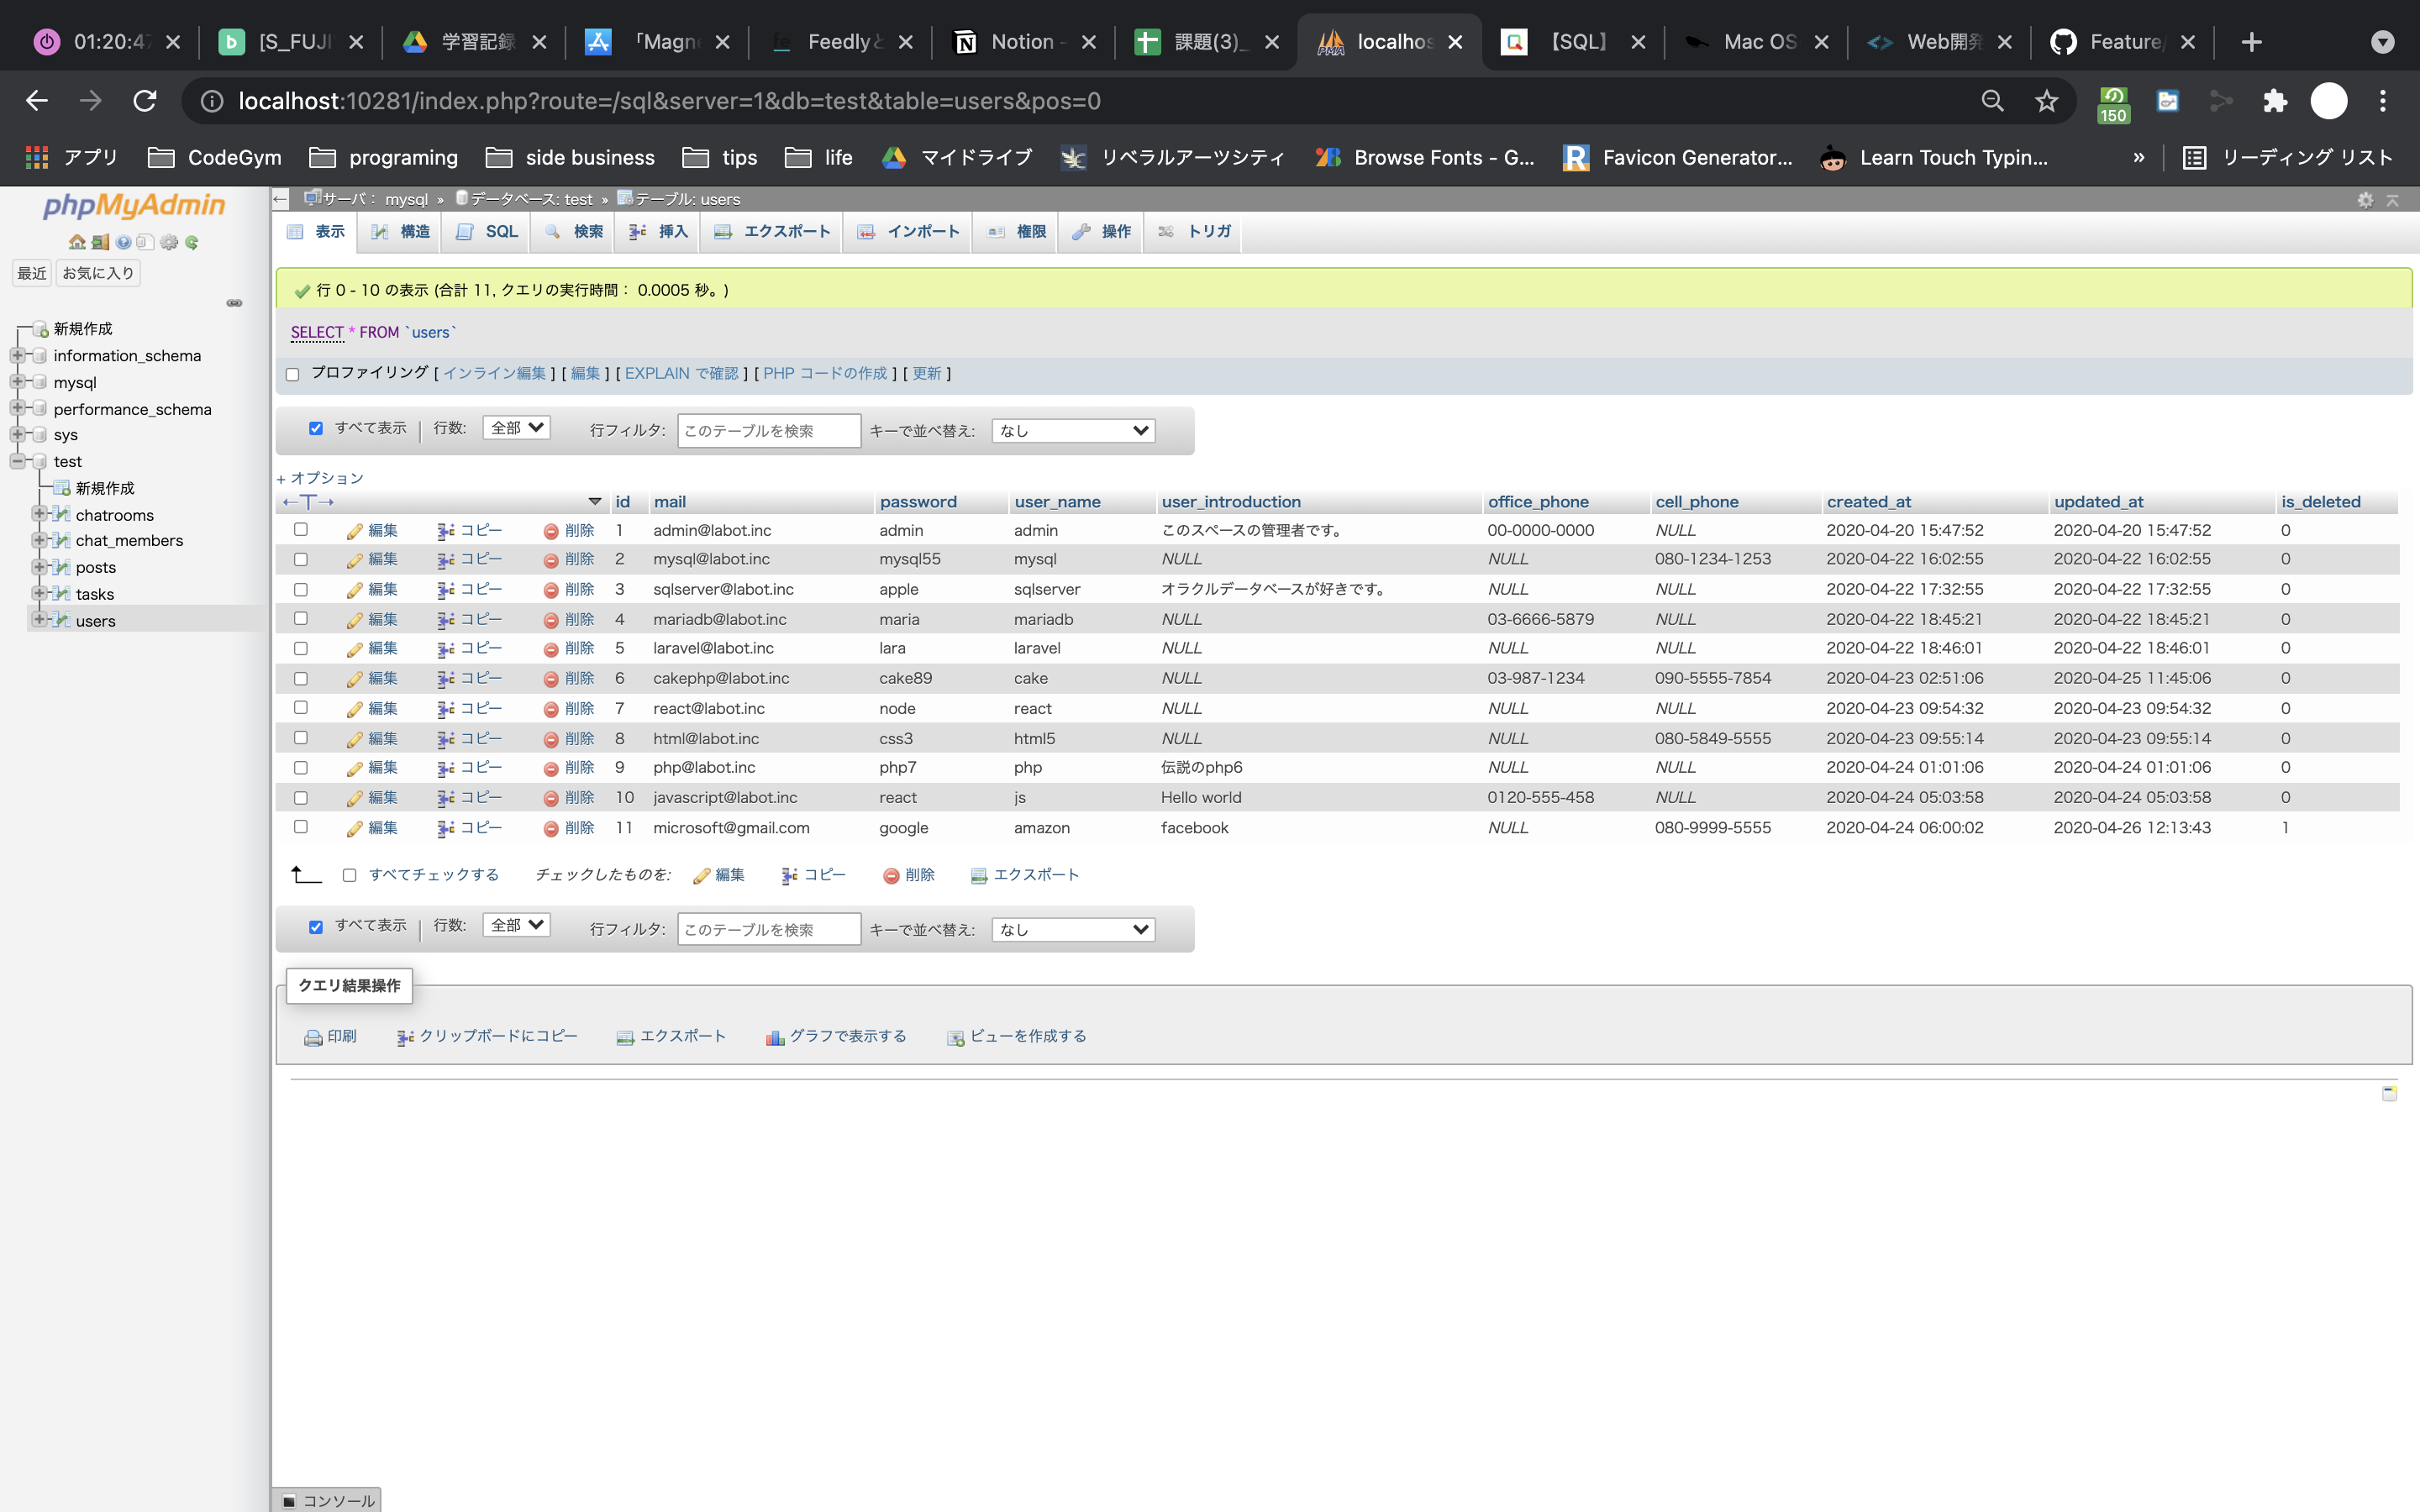 01:20:47 [S_FUJI 学習記録 「Magne Feedlyと Notion - 課題(3)_ localhos 【SQL】 Mac OS Web開発 Feature/
localhost:10281/index.php?route=/sql&server=1&db=test&table=users&pos=0 150
アプリ CodeGym programing side business tips life マイドライブ リベラルアーツシティ Browse Fonts - G... Favicon Generator... Learn Touch Typin... » リーディング リスト
phpMyAdmin
最近 お気に入り
新規作成
information_schema
mysql
performance_schema
sys
test
新規作成
chatrooms
chat_members
posts
tasks
users
サーバ: mysql » データベース: test » テーブル: users
表示 構造 SQL 検索 挿入 エクスポート インポート 権限 操作 トリガ
行 0 - 10 の表示 (合計 11, クエリの実行時間: 0.0005 秒。)
SELECT * FROM `users`
プロファイリング [ インライン編集 ] [ 編集 ] [ EXPLAIN で確認 ] [ PHP コードの作成 ] [ 更新 ]
すべて表示 行数: 全部 行フィルタ: このテーブルを検索 キーで並べ替え: なし
+ オプション
←T→ id mail password user_name user_introduction office_phone cell_phone created_at updated_at is_deleted
編集 コピー 削除 1 admin@labot.inc admin admin このスペースの管理者です。 00-0000-0000 NULL 2020-04-20 15:47:52 2020-04-20 15:47:52 0
編集 コピー 削除 2 mysql@labot.inc mysql55 mysql NULL NULL 080-1234-1253 2020-04-22 16:02:55 2020-04-22 16:02:55 0
編集 コピー 削除 3 sqlserver@labot.inc apple sqlserver オラクルデータベースが好きです。 NULL NULL 2020-04-22 17:32:55 2020-04-22 17:32:55 0
編集 コピー 削除 4 mariadb@labot.inc maria mariadb NULL 03-6666-5879 NULL 2020-04-22 18:45:21 2020-04-22 18:45:21 0
編集 コピー 削除 5 laravel@labot.inc lara laravel NULL NULL NULL 2020-04-22 18:46:01 2020-04-22 18:46:01 0
編集 コピー 削除 6 cakephp@labot.inc cake89 cake NULL 03-987-1234 090-5555-7854 2020-04-23 02:51:06 2020-04-25 11:45:06 0
編集 コピー 削除 7 react@labot.inc node react NULL NULL NULL 2020-04-23 09:54:32 2020-04-23 09:54:32 0
編集 コピー 削除 8 html@labot.inc css3 html5 NULL NULL 080-5849-5555 2020-04-23 09:55:14 2020-04-23 09:55:14 0
編集 コピー 削除 9 php@labot.inc php7 php 伝説のphp6 NULL NULL 2020-04-24 01:01:06 2020-04-24 01:01:06 0
編集 コピー 削除 10 javascript@labot.inc react js Hello world 0120-555-458 NULL 2020-04-24 05:03:58 2020-04-24 05:03:58 0
編集 コピー 削除 11 microsoft@gmail.com google amazon facebook NULL 080-9999-5555 2020-04-24 06:00:02 2020-04-26 12:13:43 1
すべてチェックする チェックしたものを: 編集 コピー 削除 エクスポート
すべて表示 行数: 全部 行フィルタ: このテーブルを検索 キーで並べ替え: なし
クエリ結果操作
印刷 クリップボードにコピー エクスポート グラフで表示する ビューを作成する
コンソール